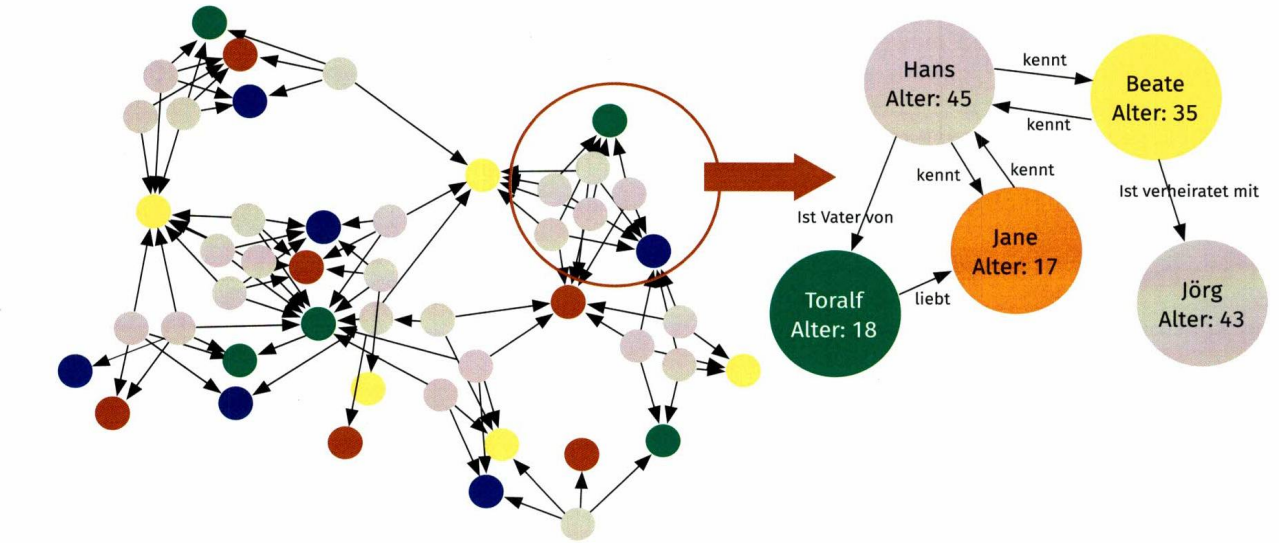 Hans
Alter: 45
kennt
Beate
Alter: 35
kennt
kennt
kennt
Ist Vater von
Ist verheiratet mit
Jane
Alter: 17
Toralf
Alter: 18
liebt
Jörg
Alter: 43